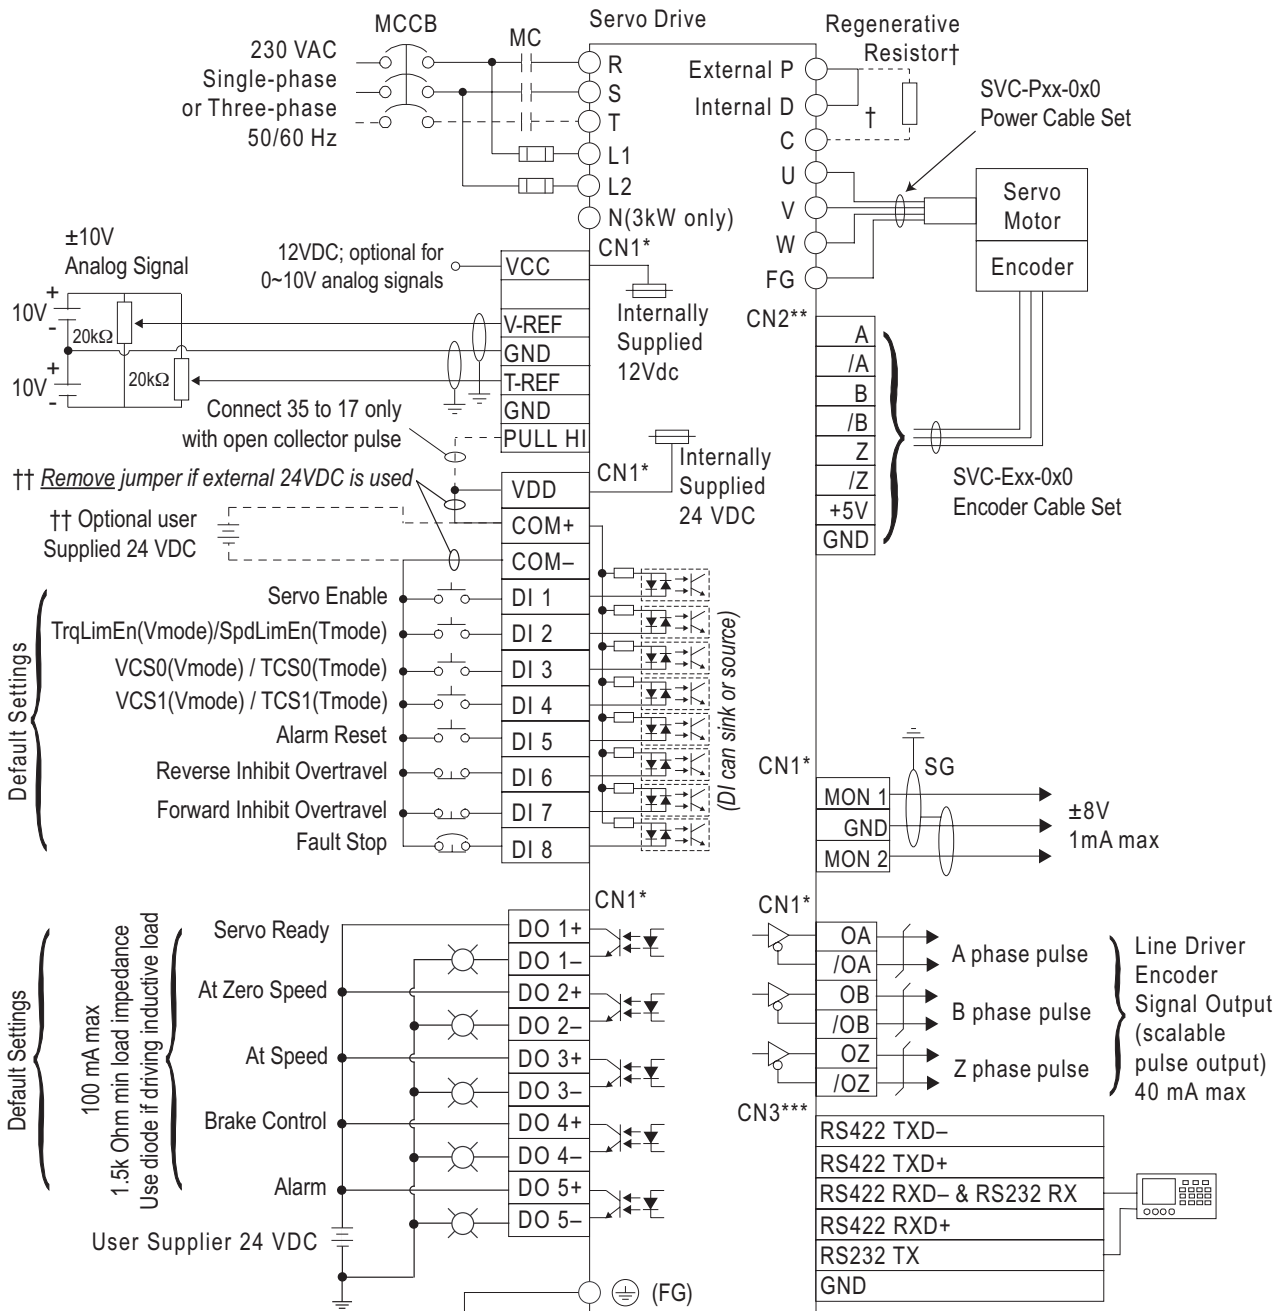 MCCB
Servo Drive
Regenerative
Resistor†
230 VAC
Single-phase
or Three-phase
50/60 Hz
MC
R
S
T
L1
L2
N(3kW only)
External P
Internal D
C
†
U
V
W
FG
SVC-Pxx-0x0
Power Cable Set
Servo
Motor
Encoder
±10V
Analog Signal
+
10V
-
20kΩ
+
10V
-
20kΩ
12VDC; optional for
0~10V analog signals
CN1*
VCC
V-REF
GND
T-REF
GND
PULL HI
Internally
Supplied
12Vdc
Connect 35 to 17 only
with open collector pulse
†† Remove jumper if external 24VDC is used
†† Optional user
Supplied 24 VDC
CN1*
VDD
COM+
COM–
Internally
Supplied
24 VDC
CN2**
A
/A
B
/B
Z
/Z
+5V
GND
SVC-Exx-0x0
Encoder Cable Set
Default Settings
Servo Enable
DI 1
TrqLimEn(Vmode)/SpdLimEn(Tmode)
DI 2
VCS0(Vmode) / TCS0(Tmode)
DI 3
VCS1(Vmode) / TCS1(Tmode)
DI 4
Alarm Reset
DI 5
Reverse Inhibit Overtravel
DI 6
Forward Inhibit Overtravel
DI 7
Fault Stop
DI 8
(DI can sink or source)
CN1*
SG
MON 1
GND
MON 2
±8V
1mA max
Default Settings
100 mA max
1.5k Ohm min load impedance
Use diode if driving inductive load
CN1*
Servo Ready
DO 1+
DO 1–
At Zero Speed
DO 2+
DO 2–
At Speed
DO 3+
DO 3–
Brake Control
DO 4+
DO 4–
Alarm
DO 5+
DO 5–
User Supplier 24 VDC
(FG)
CN1*
OA
/OA
OB
/OB
OZ
/OZ
A phase pulse
B phase pulse
Z phase pulse
Line Driver
Encoder
Signal Output
(scalable
pulse output)
40 mA max
CN3***
RS422 TXD–
RS422 TXD+
RS422 RXD– & RS232 RX
RS422 RXD+
RS232 TX
GND